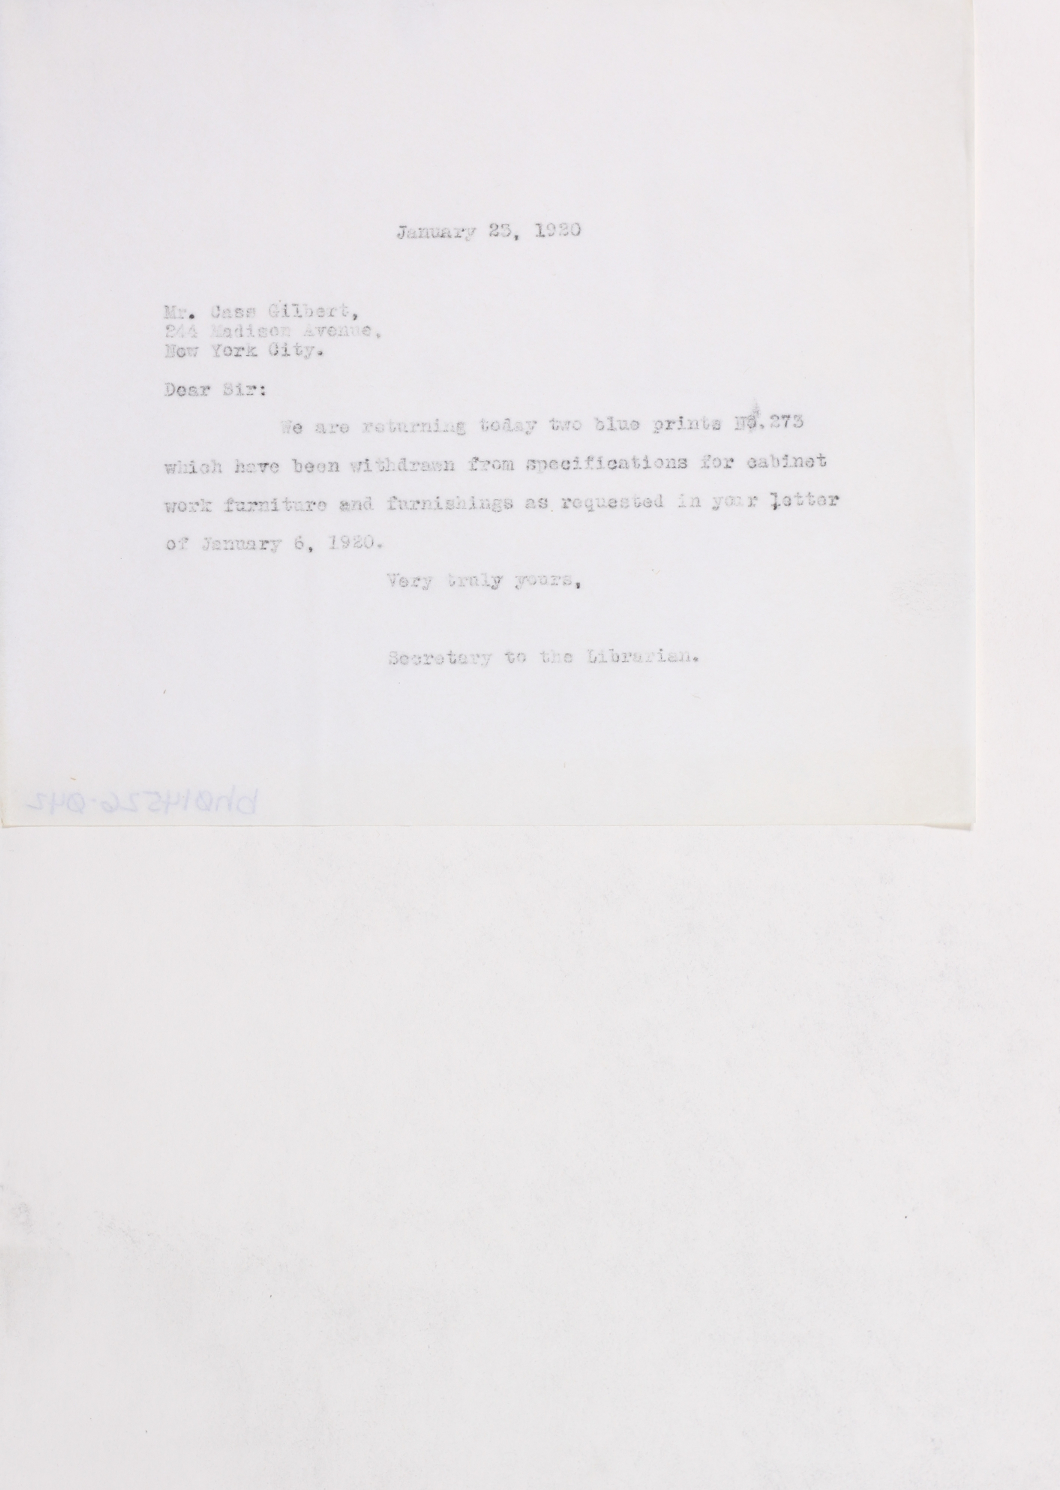 January 23, 1920
Mr. Cass Gilbert,
244 Madison Avenue,
New York City.
Dear Sir:
We are returning today two blue prints No.273
which have been withdrawn from specifications for cabinet
work furniture and furnishings as requested in your letter
of January 6, 1920.
Very truly yours,
Secretary to the Librarian.
bh014526-042